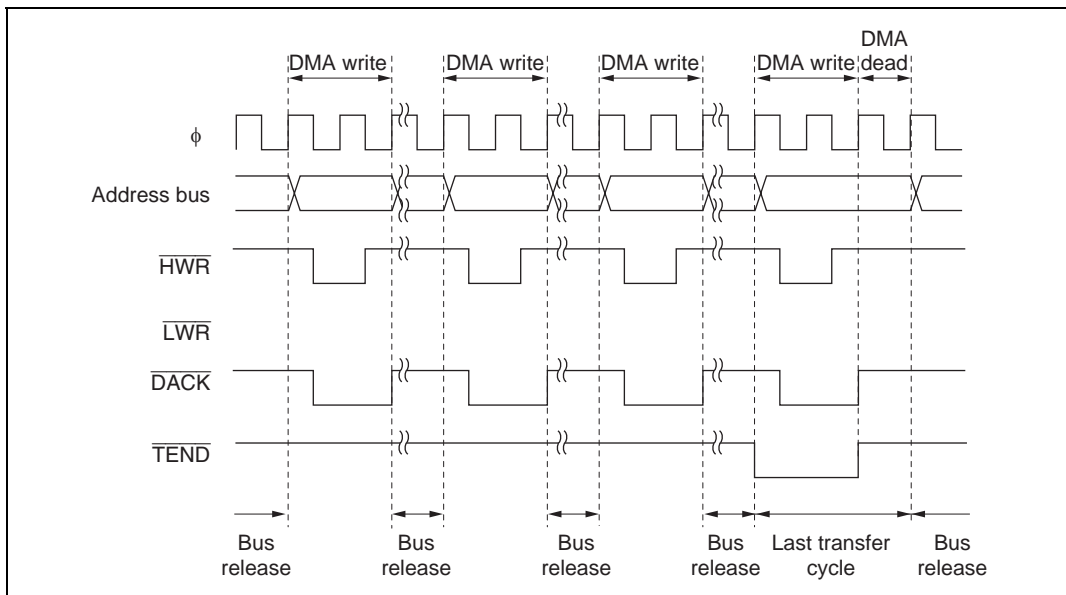 DMA
DMA write DMA write DMA write DMA write dead
φ
Address bus
HWR
LWR
DACK
TEND
Bus release Bus release Bus release Bus release Last transfer cycle Bus release